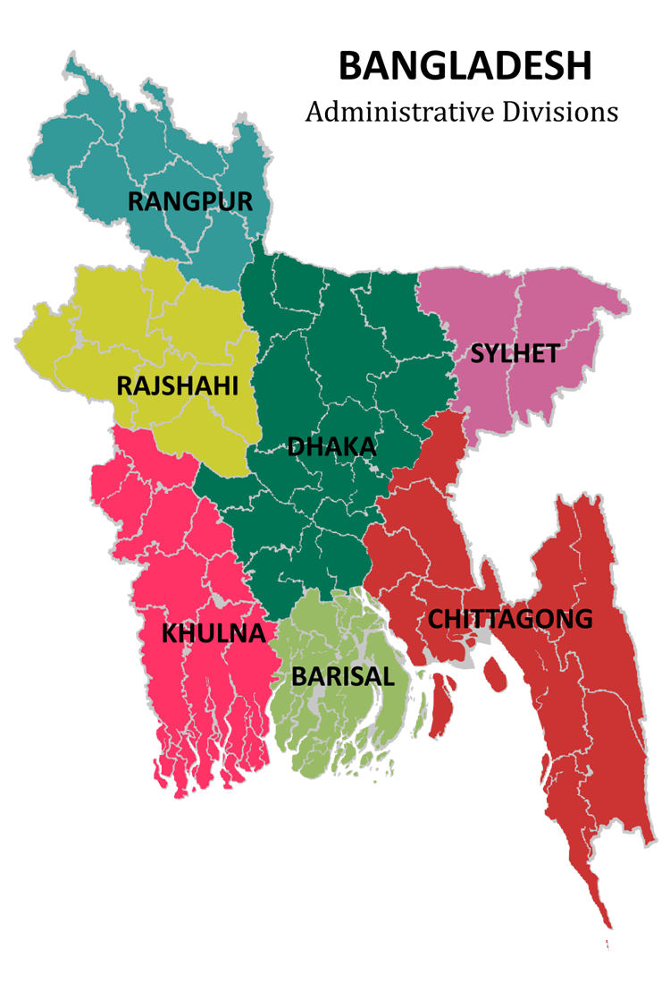 BANGLADESH
Administrative Divisions
RANGPUR
SYLHET
RAJSHAHI
DHAKA
CHITTAGONG
KHULNA
BARISAL